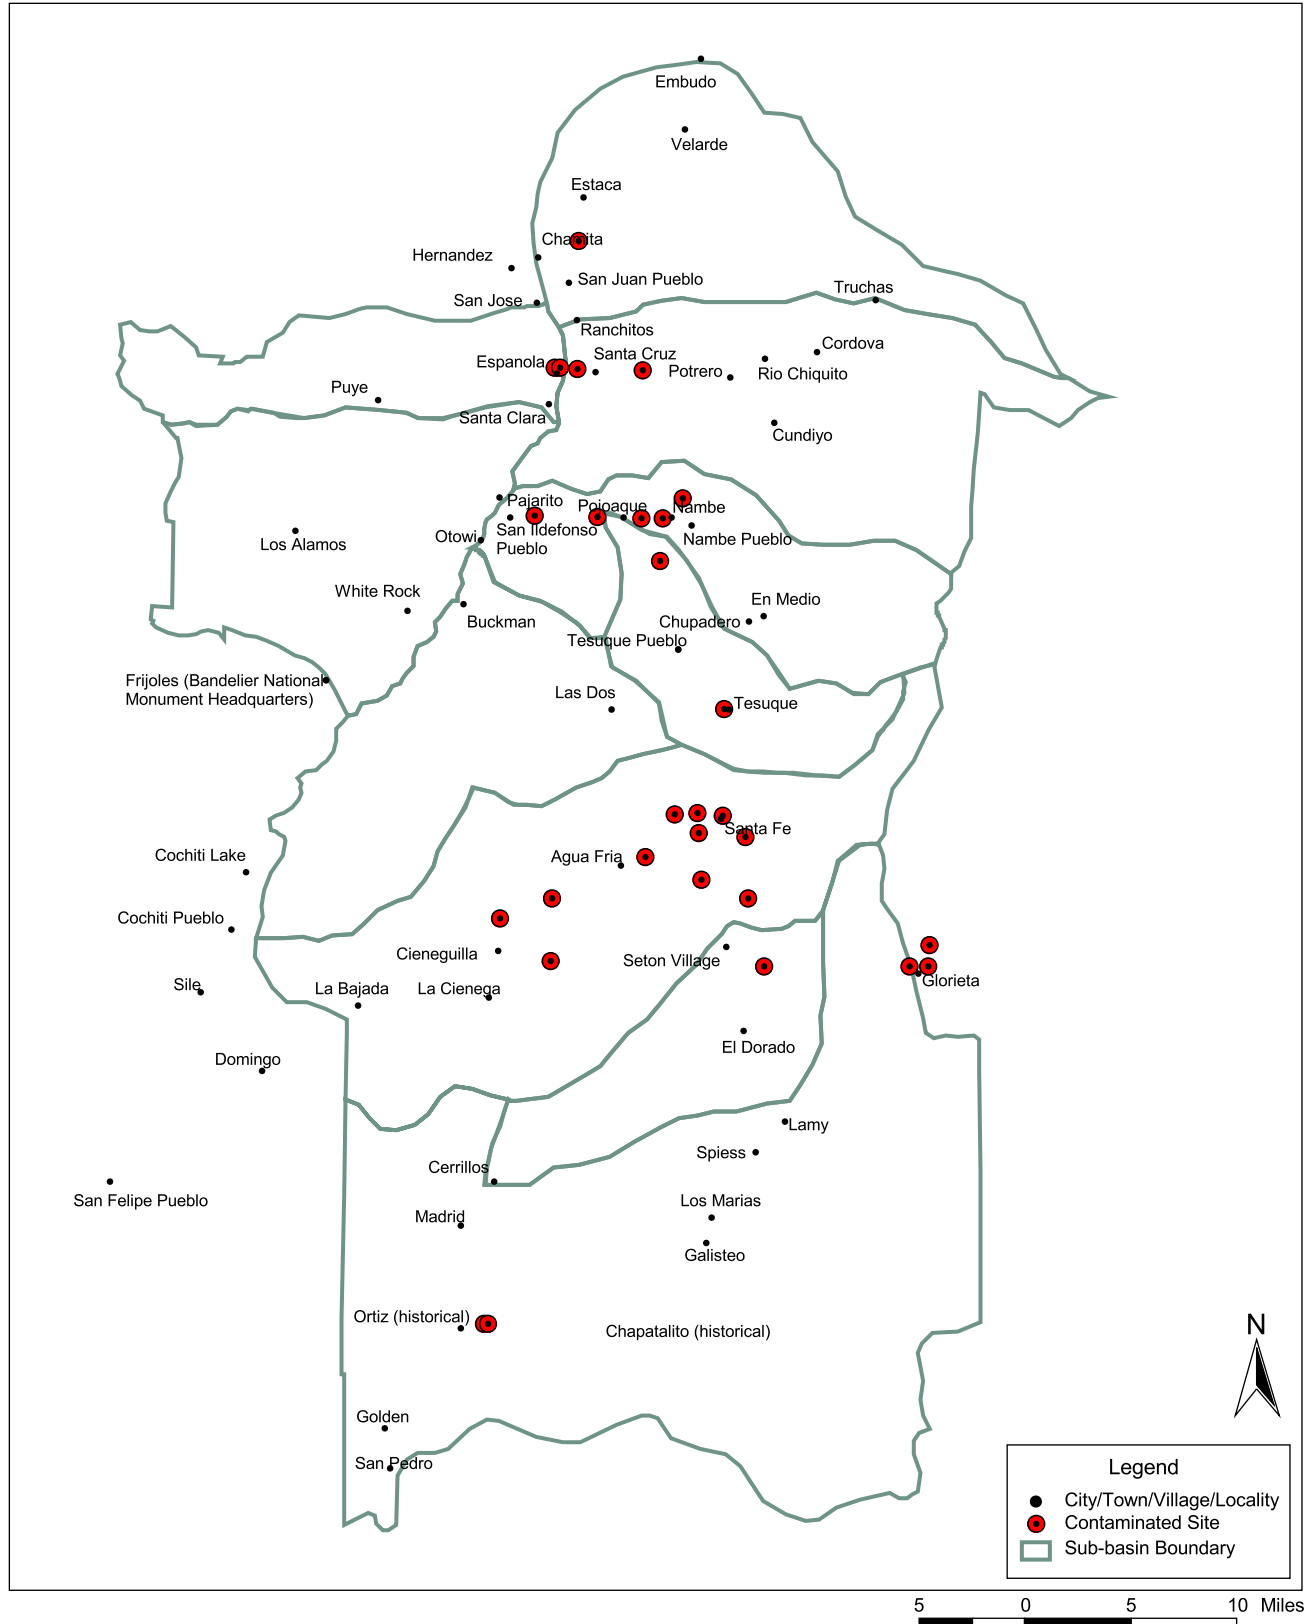 Embudo
Velarde
Estaca
Chamita
Hernandez
San Juan Pueblo
Truchas
San Jose
Ranchitos
Cordova
Santa Cruz
Espanola
Potrero
Rio Chiquito
Puye
Santa Clara
Cundiyo
Pajarito
Pojoaque
Nambe
San Ildefonso
Pueblo
Otowi
Nambe Pueblo
Los Alamos
White Rock
En Medio
Buckman
Chupadero
Tesuque Pueblo
Frijoles (Bandelier National
Monument Headquarters)
Las Dos
Tesuque
Santa Fe
Cochiti Lake
Agua Fria
Cochiti Pueblo
Cieneguilla
Seton Village
Glorieta
Sile
La Bajada
La Cienega
El Dorado
Domingo
Lamy
Spiess
Cerrillos
San Felipe Pueblo
Los Marias
Madrid
Galisteo
Ortiz (historical)
Chapatalito (historical)
N
Golden
San Pedro
Legend
City/Town/Village/Locality
Contaminated Site
Sub-basin Boundary
5 0 5 10 Miles